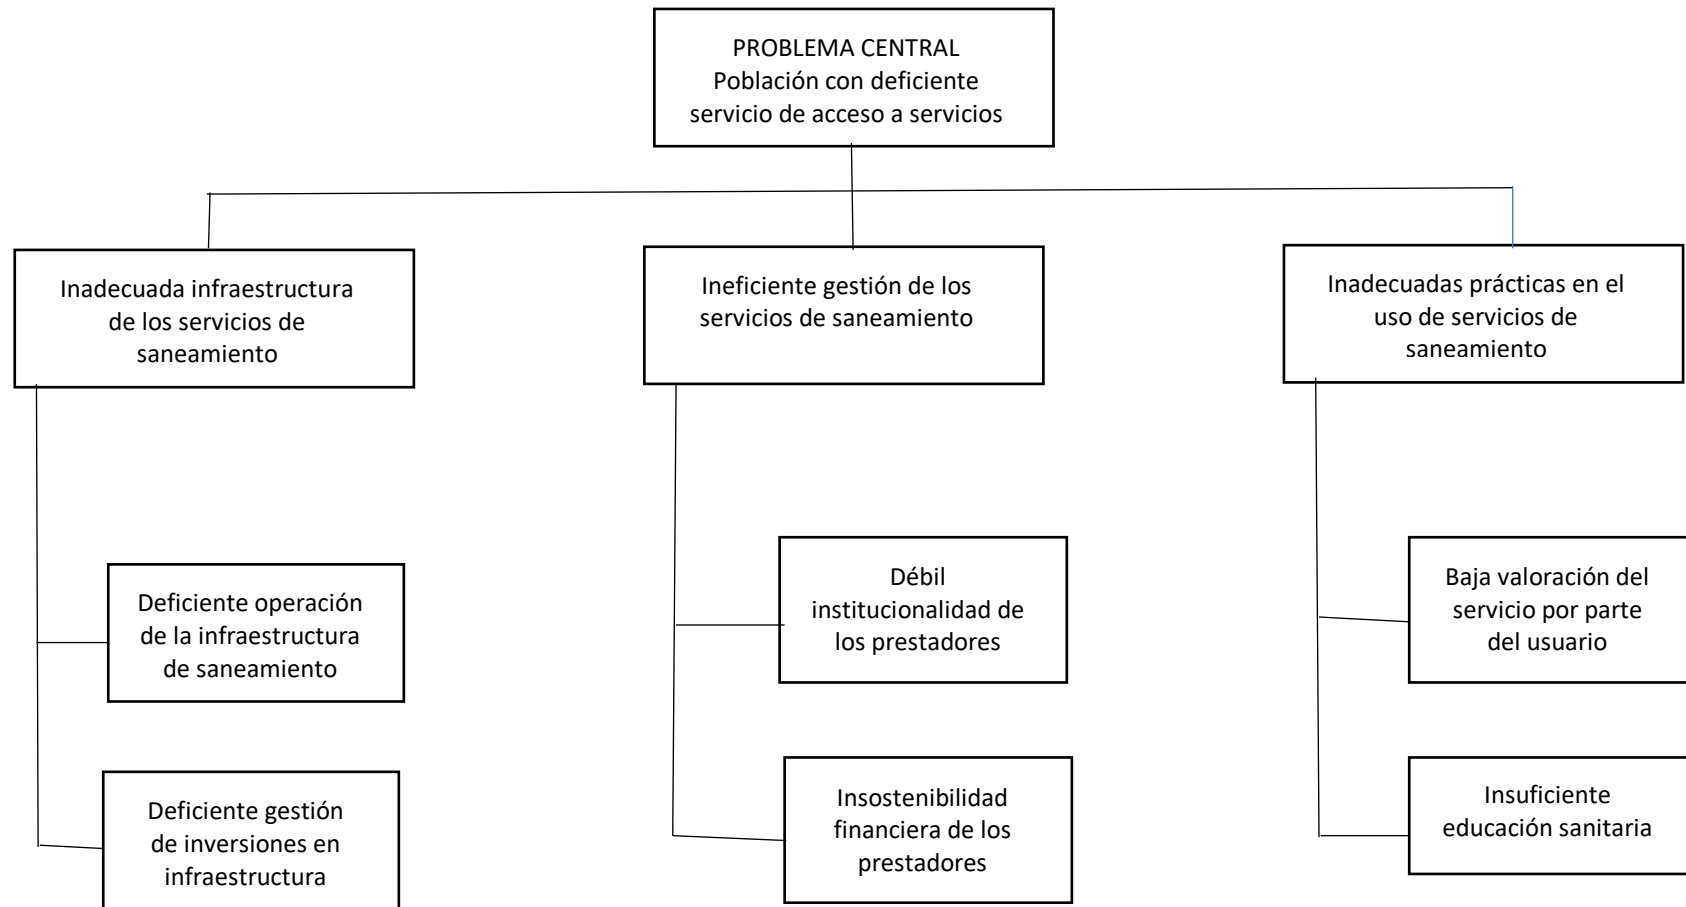 PROBLEMA CENTRAL
Población con deficiente
servicio de acceso a servicios
Inadecuada infraestructura
de los servicios de
saneamiento
Ineficiente gestión de los
servicios de saneamiento
Inadecuadas prácticas en el
uso de servicios de
saneamiento
Deficiente operación
de la infraestructura
de saneamiento
Débil
institucionalidad de
los prestadores
Baja valoración del
servicio por parte
del usuario
Deficiente gestión
de inversiones en
infraestructura
Insostenibilidad
financiera de los
prestadores
Insuficiente
educación sanitaria